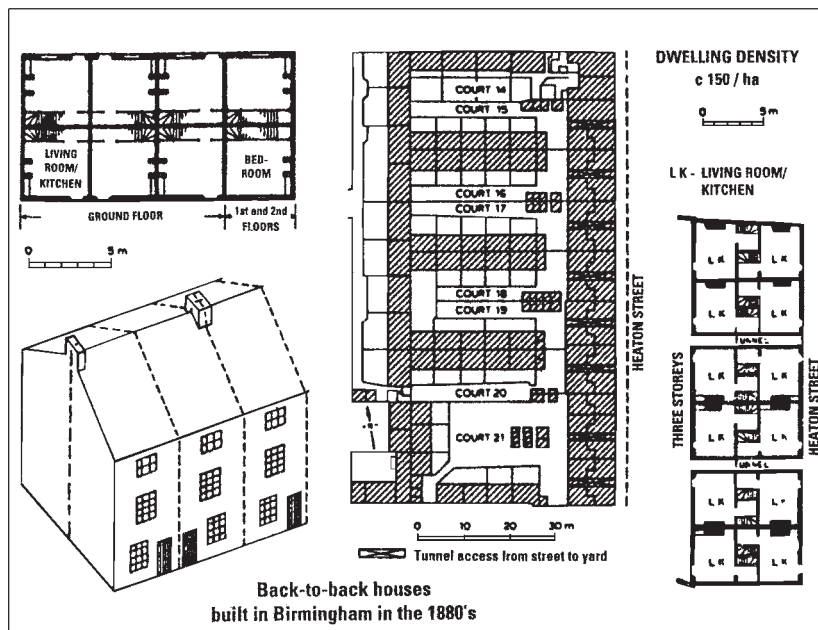 LIVING
ROOM/
KITCHEN
BED-
ROOM
GROUND FLOOR
1st and 2nd
FLOORS
0 5 m
COURT 14
COURT 15
COURT 16
COURT 17
COURT 18
COURT 19
COURT 20
COURT 21
HEATON STREET
0 10 20 30 m
Tunnel access from street to yard
DWELLING DENSITY
c 150 / ha
0 5m
L K - LIVING ROOM/
KITCHEN
L K L K
L K L K
TUNNEL
L K L K
THREE STOREYS
HEATON STREET
L K L K
TUNNEL
L K
L K L K
Back-to-back houses
built in Birmingham in the 1880's